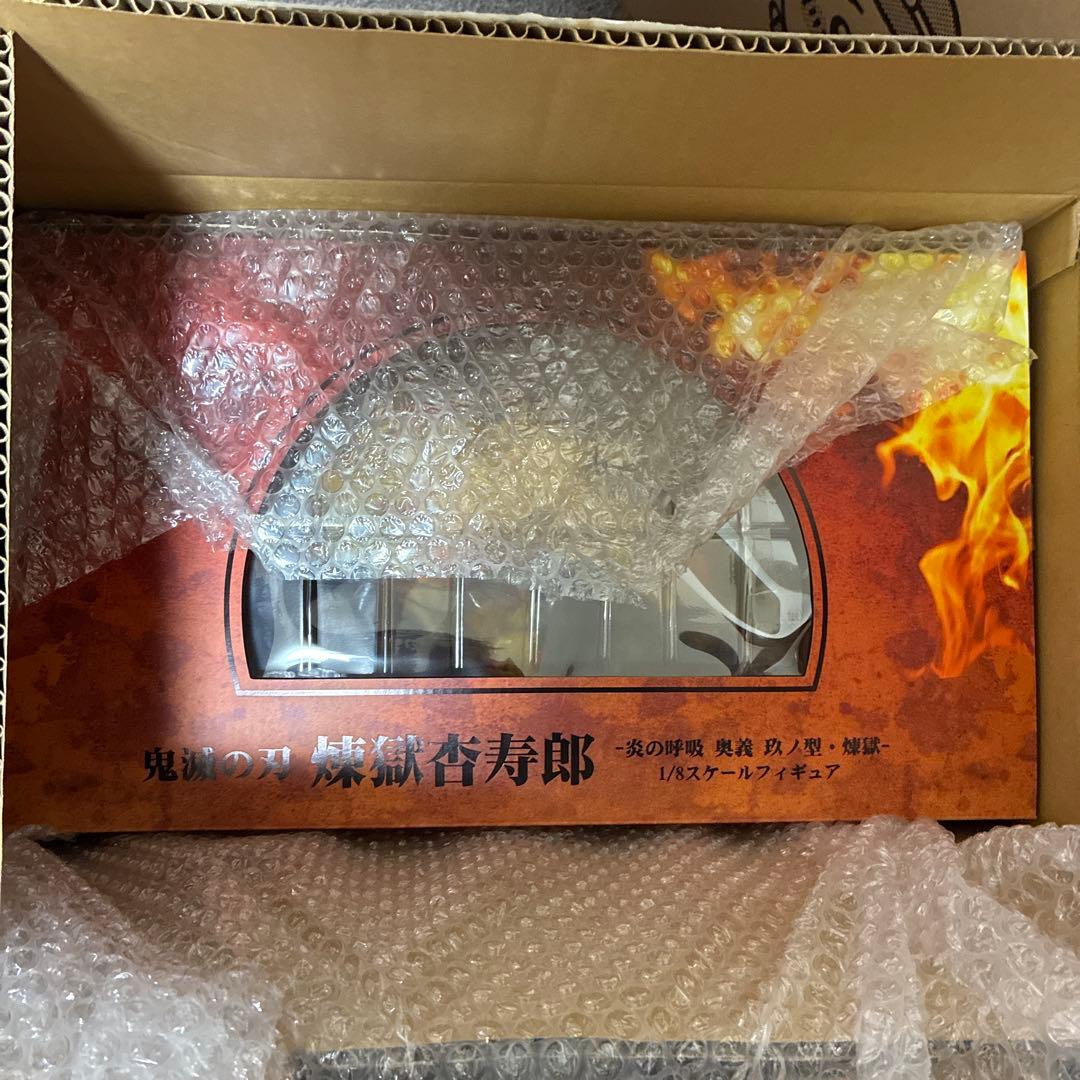 鬼滅の刃 煉獄杏寿郎
-炎の呼吸 奥義 玖ノ型・煉獄-
1/8スケールフィギュア